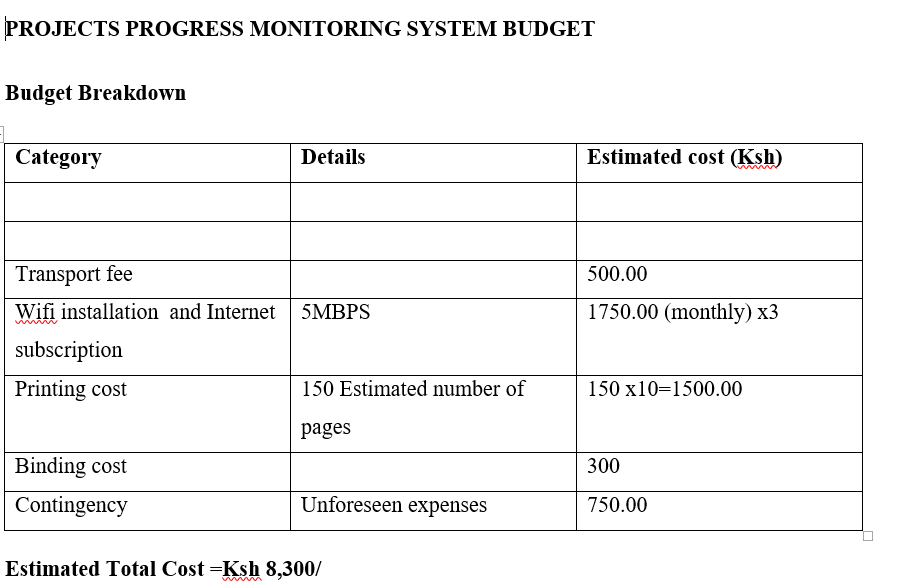 PROJECTS PROGRESS MONITORING SYSTEM BUDGET
Budget Breakdown
Category Details Estimated cost (Ksh)
Transport fee 500.00
Wifi installation and Internet 5MBPS 1750.00 (monthly) x3
subscription
Printing cost 150 Estimated number of 150 x10=1500.00
pages
Binding cost 300
Contingency Unforeseen expenses 750.00
Estimated Total Cost =Ksh 8,300/